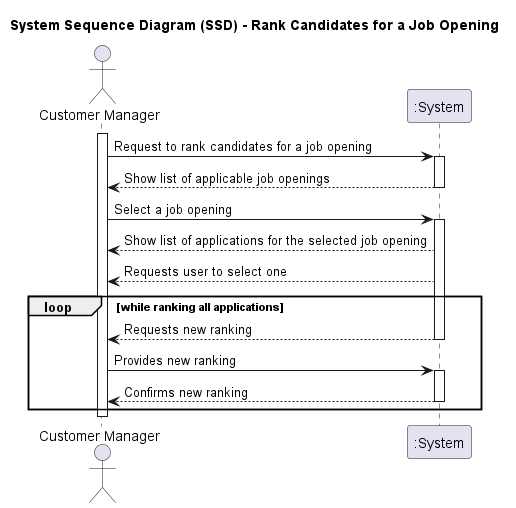 System Sequence Diagram (SSD) - Rank Candidates for a Job Opening
Customer Manager
:System
Request to rank candidates for a job opening
Show list of applicable job openings
Select a job opening
Show list of applications for the selected job opening
Requests user to select one
loop [while ranking all applications]
Requests new ranking
Provides new ranking
Confirms new ranking
Customer Manager
:System